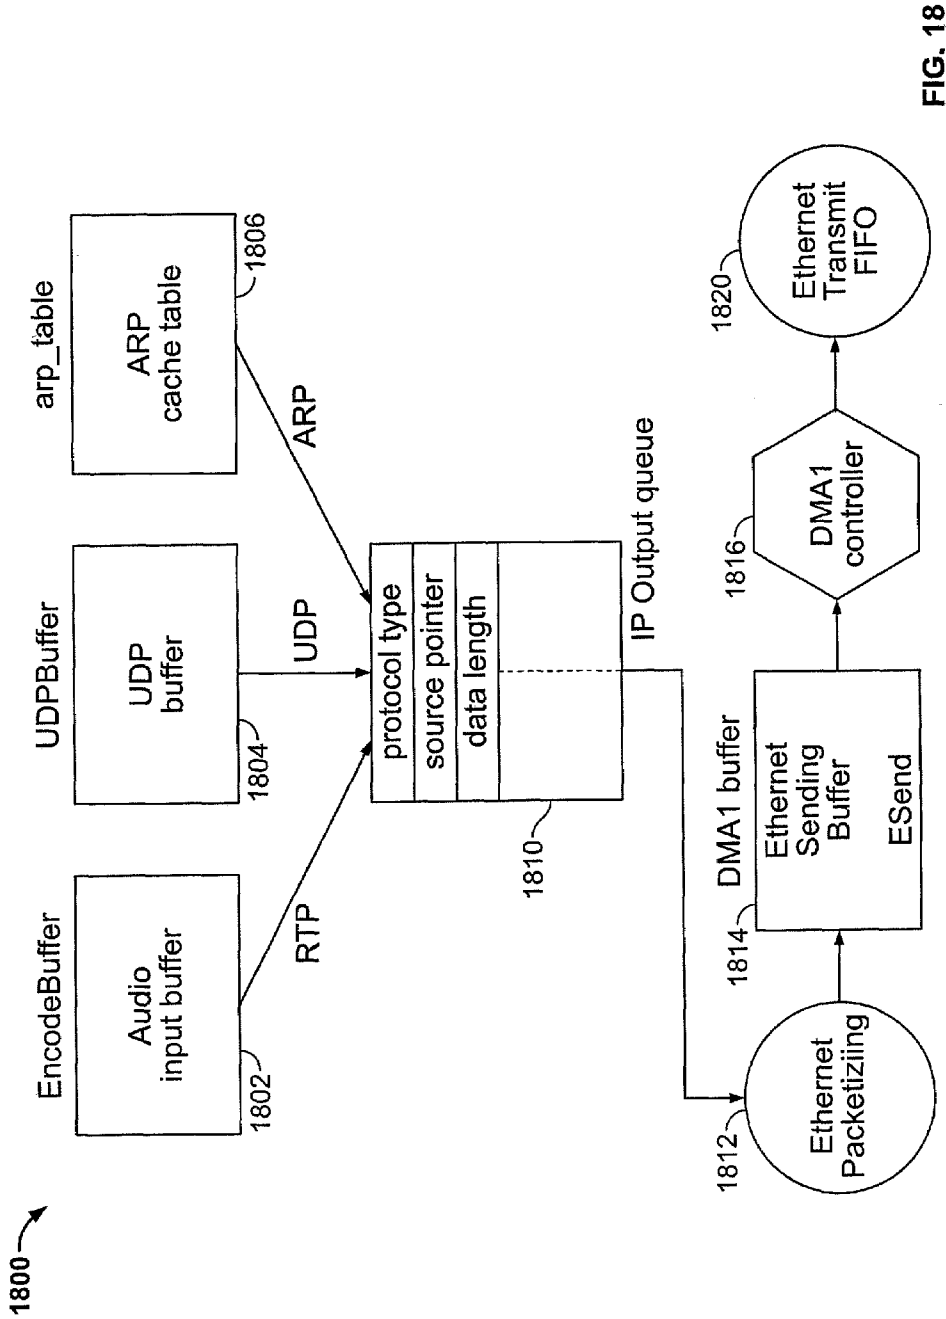 1800
EncodeBuffer
UDPBuffer
arp_table
Audio
input buffer
UDP
buffer
ARP
cache table
1802
1804
1806
RTP
UDP
ARP
protocol type
source pointer
data length
1810
IP Output queue
1812
Ethernet
Packetiziing
DMA1 buffer
1814
Ethernet
Sending
Buffer
ESend
1816
DMA1
controller
1820
Ethernet
Transmit
FIFO
FIG. 18